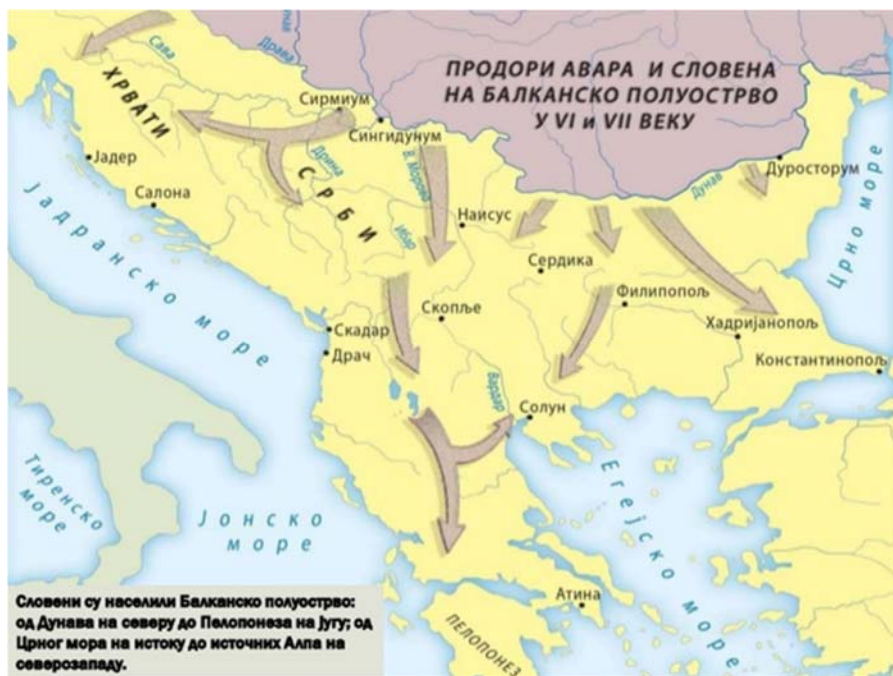 ПРОДОРИ АВАРА И СЛОВЕНА
НА БАЛКАНСКО ПОЛУОСТРВО
У VI и VII ВЕКУ
Сава
Драва
Дунав
ХРВАТИ
Сирмиум
Сингидунум
Дрина
В. Морава
СРБИ
Ибар
Јадер
Салона
Наисус
Сердика
Дунав
Дуросторум
Црно море
Јадранско море
Скадар
Драч
Скопље
Филипопољ
Хадријанопољ
Константинопољ
Вардар
Солун
Тиренско
море
Јонско
море
Егејско море
Атина
ПЕЛОПОНЕЗ
Словени су населили Балканско полуострво:
од Дунава на северу до Пелопонеза на југу; од
Црног мора на истоку до источних Алпа на
северозападу.